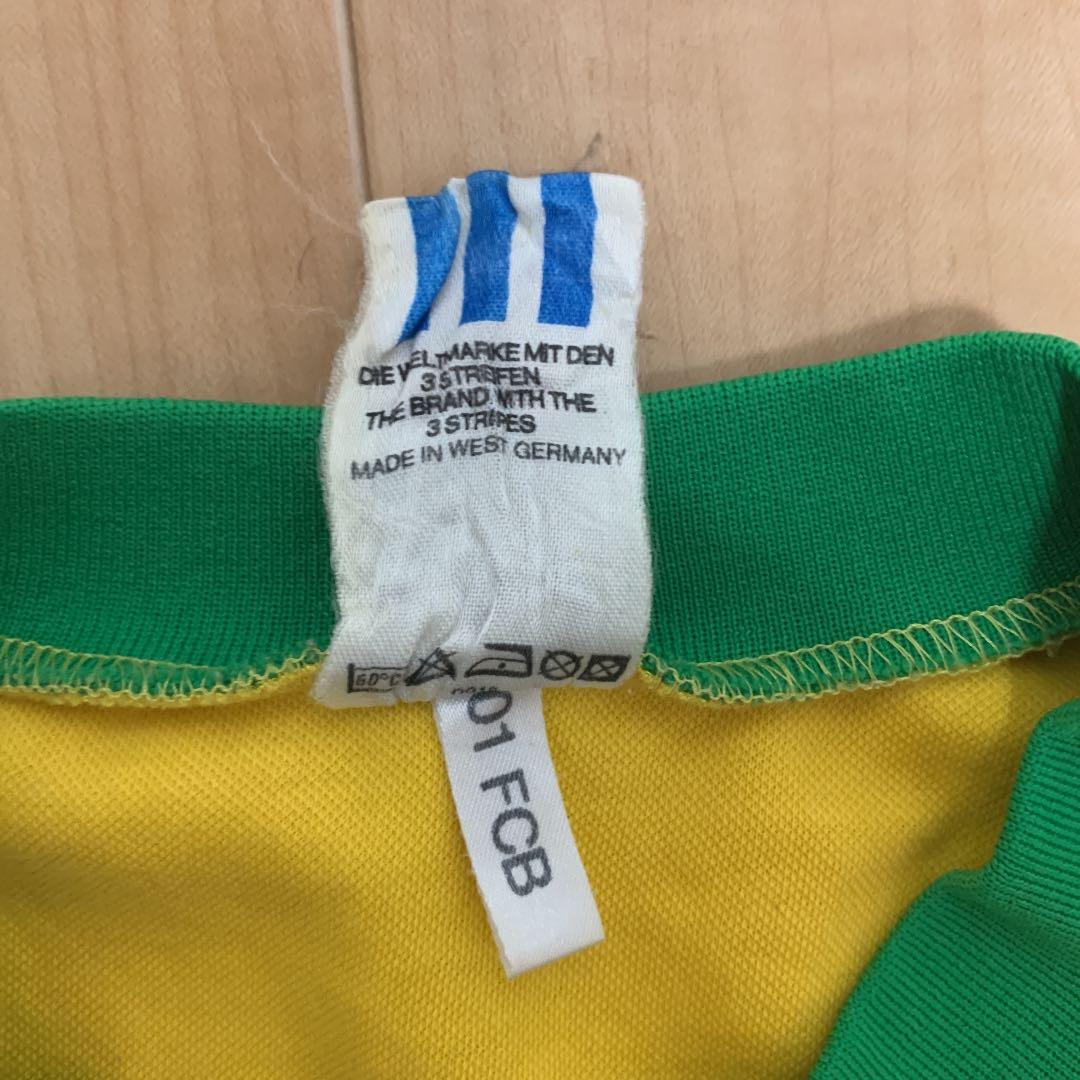 DIE WELTMARKE MIT DEN
3 STREIFEN
THE BRAND WITH THE
3 STRIPES
MADE IN WEST GERMANY
60°C
01 FCB